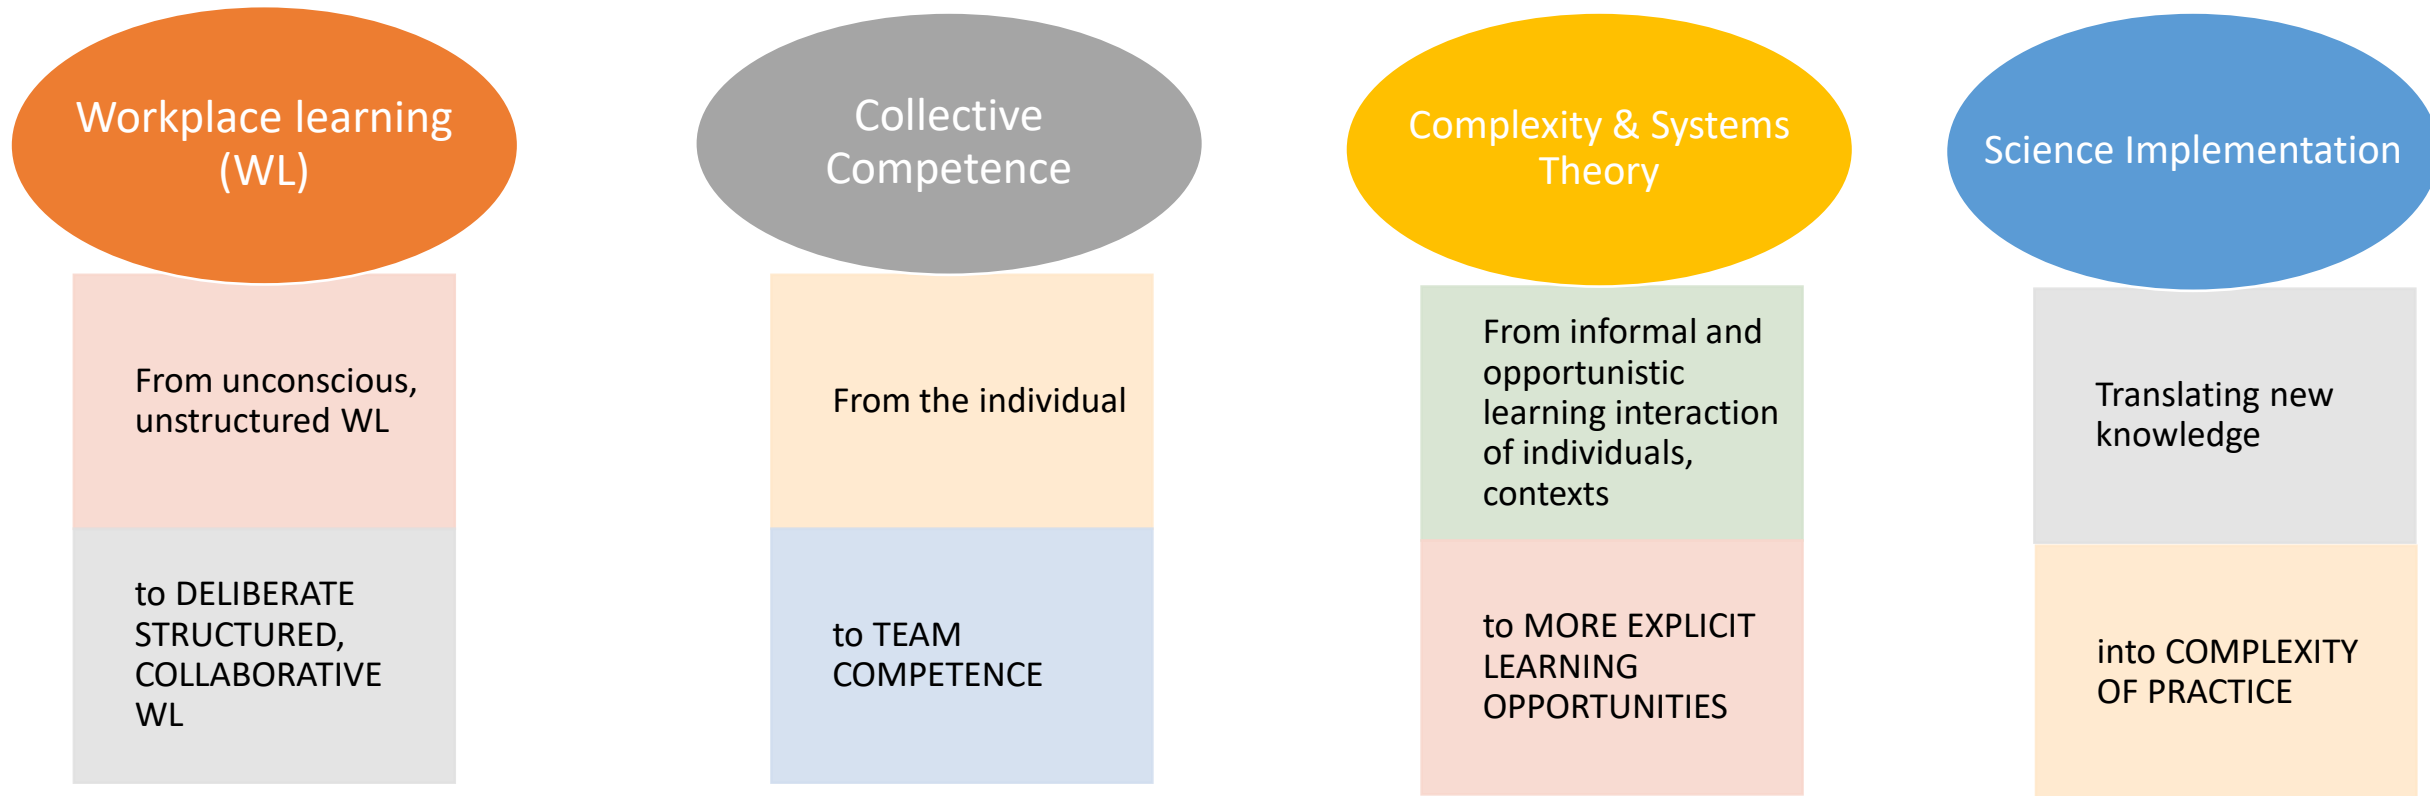 Workplace learning
(WL)
From unconscious,
unstructured WL
to DELIBERATE
STRUCTURED,
COLLABORATIVE
WL
Collective
Competence
From the individual
to TEAM
COMPETENCE
Complexity & Systems
Theory
From informal and
opportunistic
learning interaction
of individuals,
contexts
to MORE EXPLICIT
LEARNING
OPPORTUNITIES
Science Implementation
Translating new
knowledge
into COMPLEXITY
OF PRACTICE